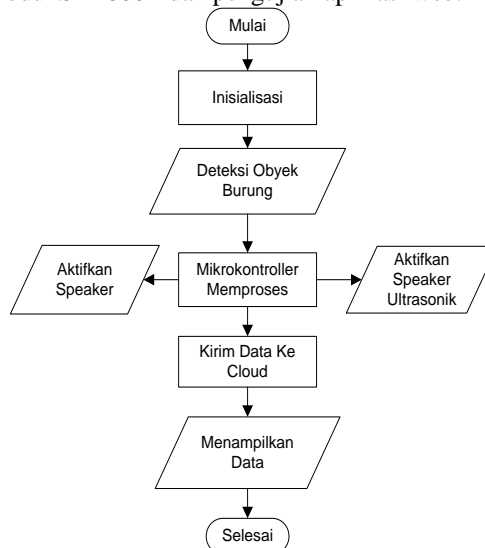 Mulai
Inisialisasi
Deteksi Obyek
Burung
Aktifkan
Speaker
Mikrokontroller
Memproses
Aktifkan
Speaker
Ultrasonik
Kirim Data Ke
Cloud
Menampilkan
Data
Selesai